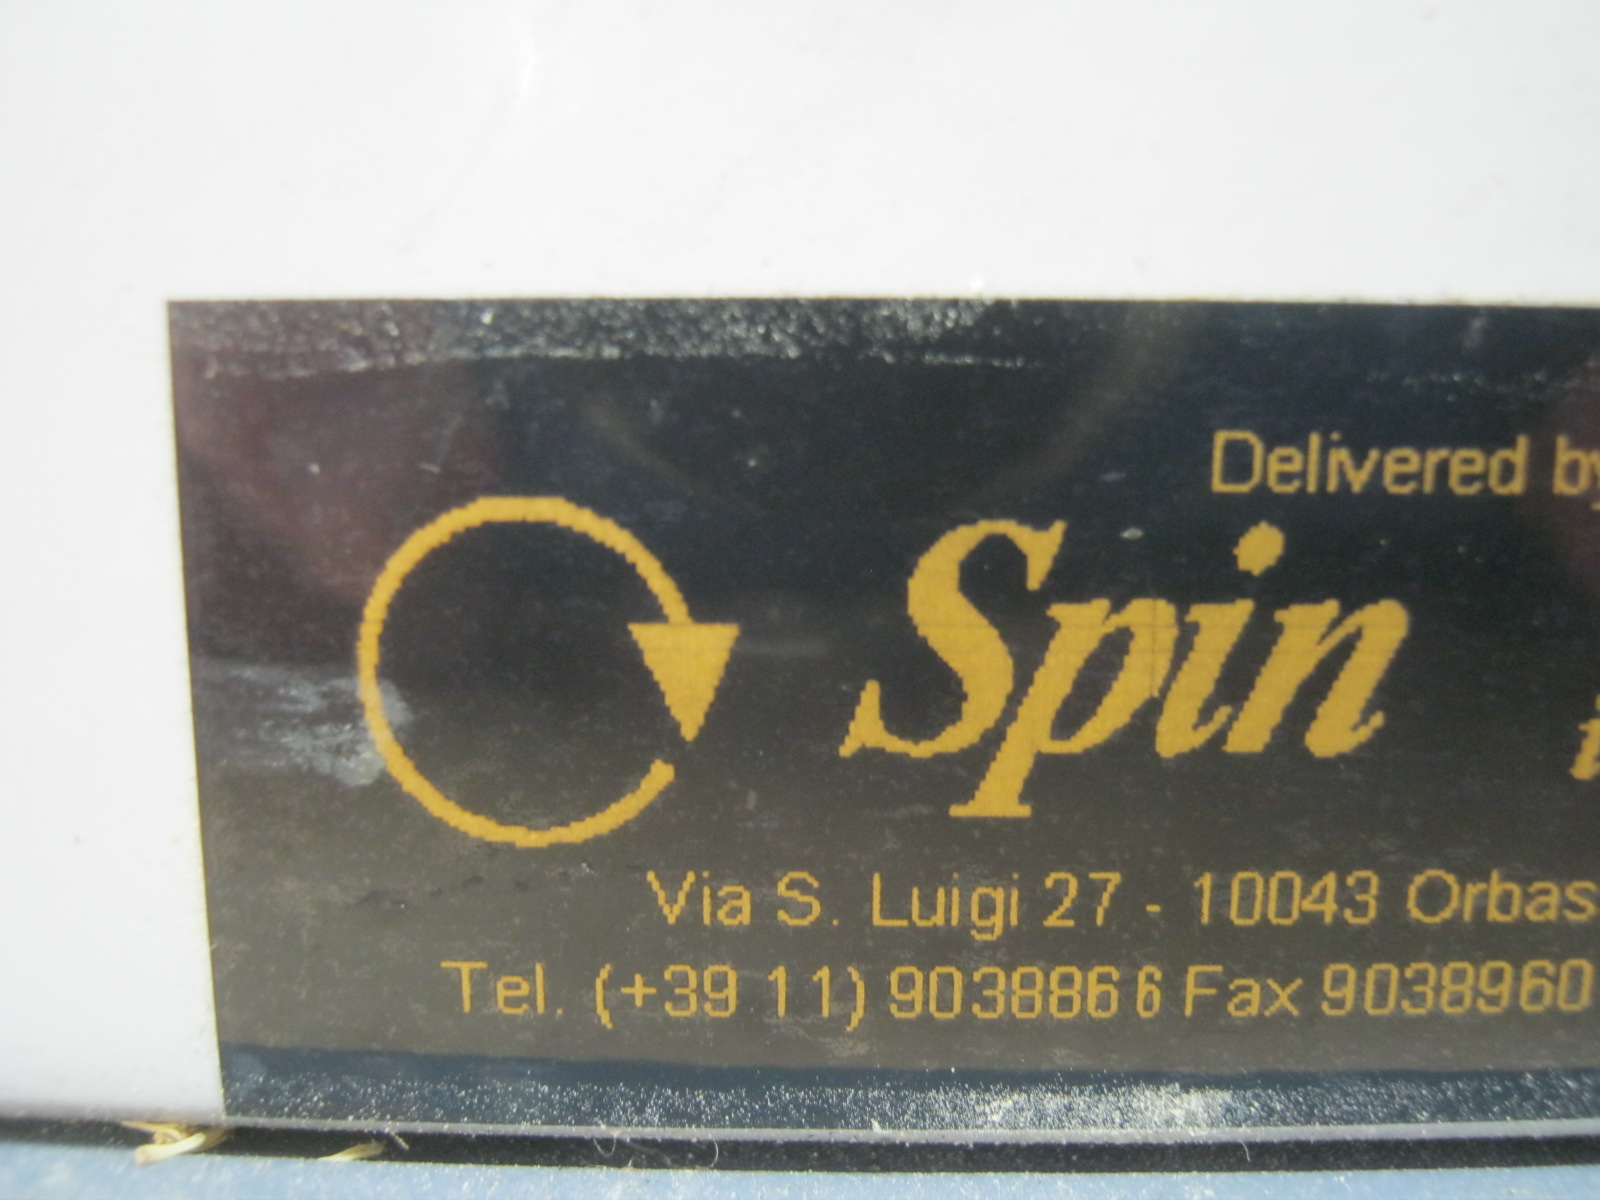 Delivered by
Spin i
Via S. Luigi 27 - 10043 Orbas
Tel. (+39 11) 9038866 Fax 9038960